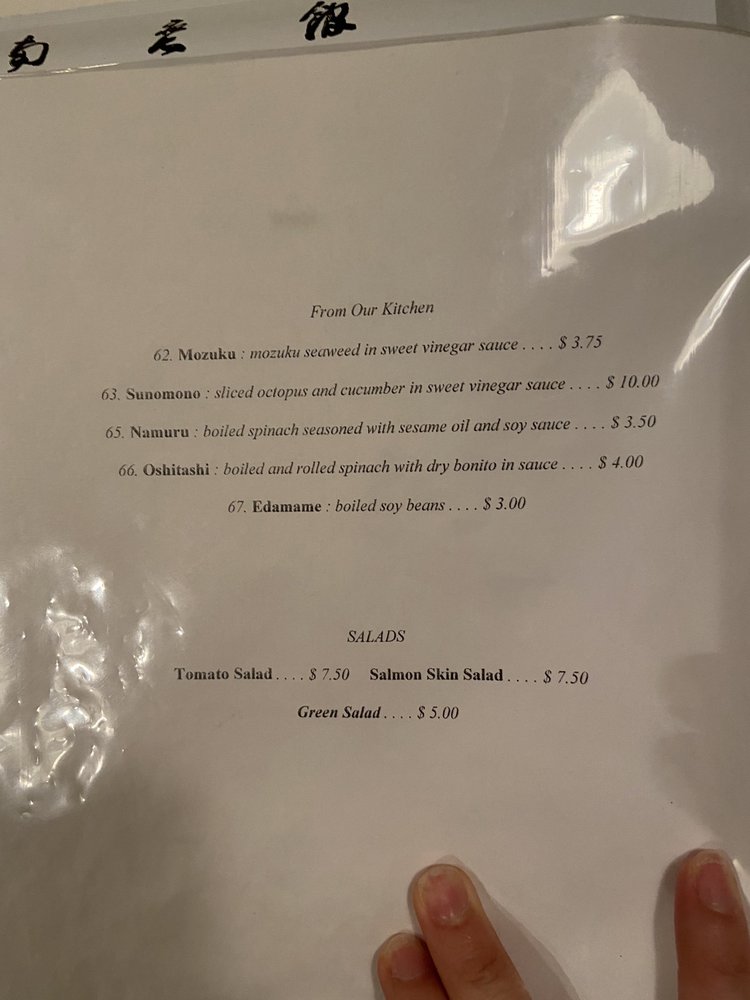 From Our Kitchen
62. Mozuku : mozuku seaweed in sweet vinegar sauce . . . . $ 3.75
63. Sunomono : sliced octopus and cucumber in sweet vinegar sauce . . . . $ 10.00
65. Namuru : boiled spinach seasoned with sesame oil and soy sauce . . . . $ 3.50
66. Oshitashi : boiled and rolled spinach with dry bonito in sauce . . . . $ 4.00
67. Edamame : boiled soy beans . . . . $ 3.00
SALADS
Tomato Salad . . . . $ 7.50 Salmon Skin Salad . . . . $ 7.50
Green Salad . . . . $ 5.00